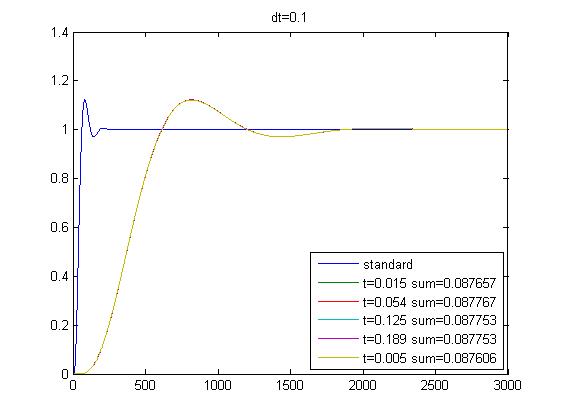 dt=0.1
1.4
1.2
1
0.8
0.6
0.4
0.2
0
0 500 1000 1500 2000 2500 3000
standard
t=0.015 sum=0.087657
t=0.054 sum=0.087767
t=0.125 sum=0.087753
t=0.189 sum=0.087753
t=0.005 sum=0.087606